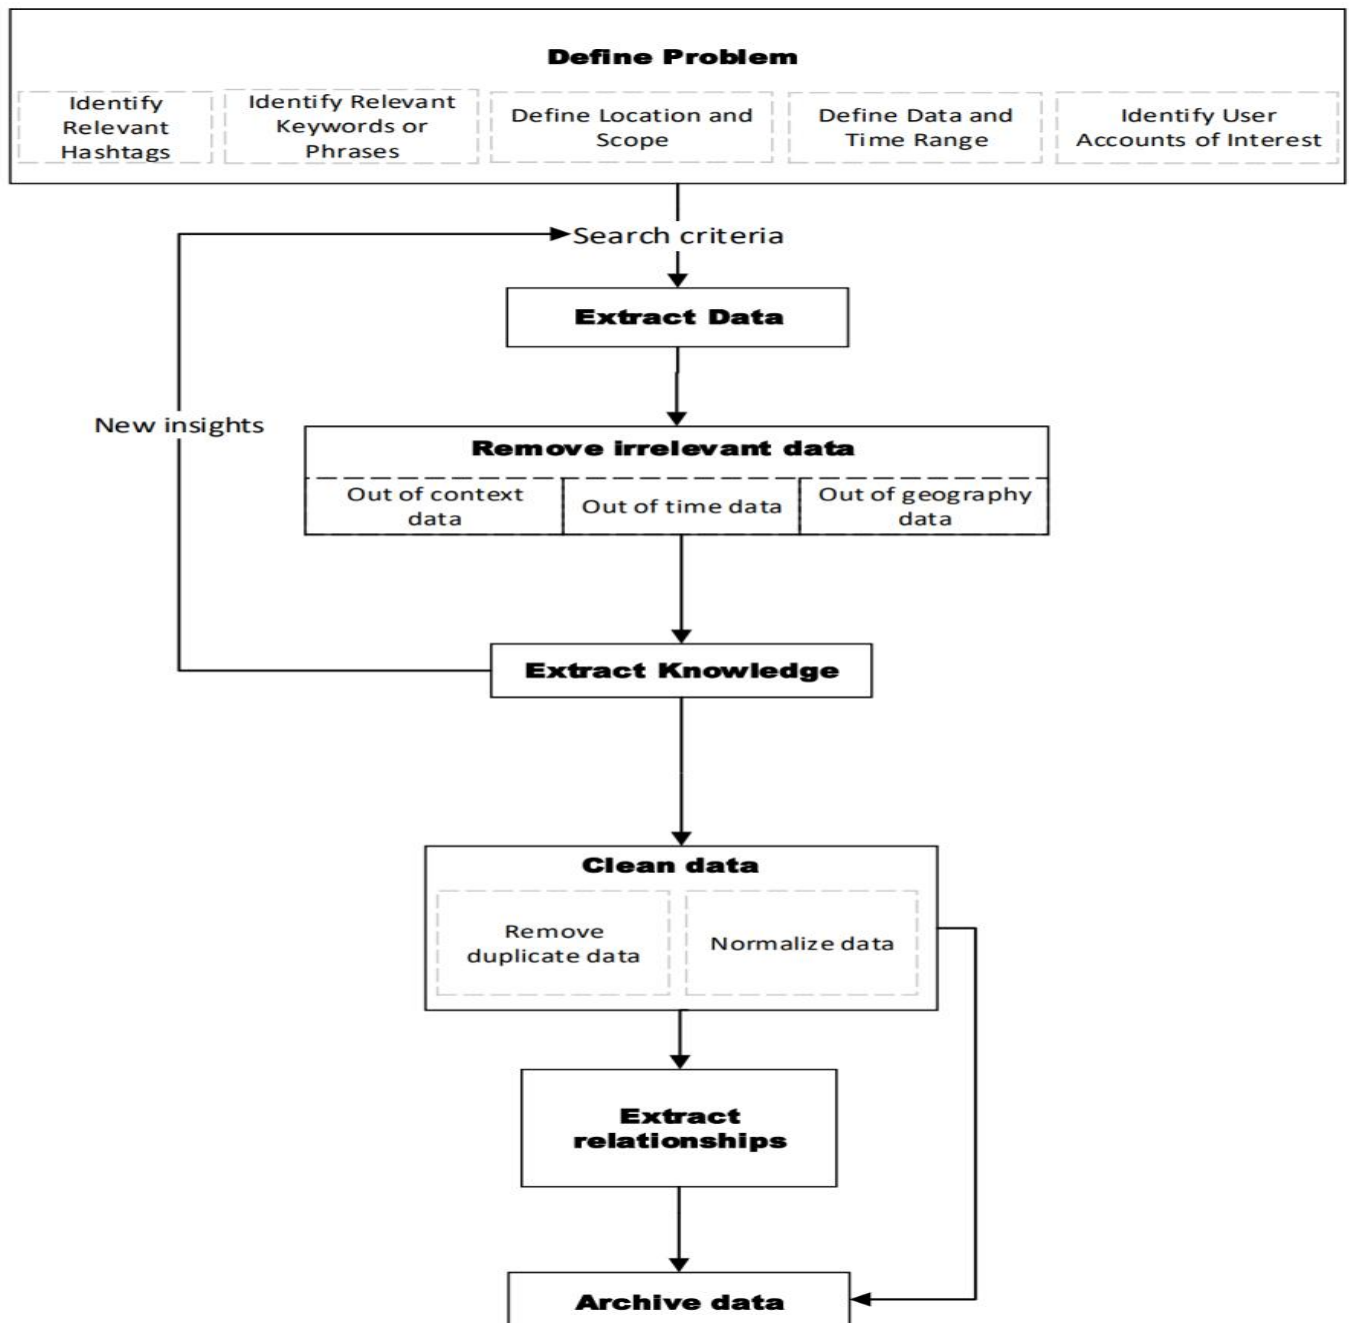 Define Problem
Identify
Relevant
Hashtags
Identify Relevant
Keywords or
Phrases
Define Location and
Scope
Define Data and
Time Range
Identify User
Accounts of Interest
Search criteria
Extract Data
New insights
Remove irrelevant data
Out of context
data
Out of time data
Out of geography
data
Extract Knowledge
Clean data
Remove
duplicate data
Normalize data
Extract
relationships
Archive data